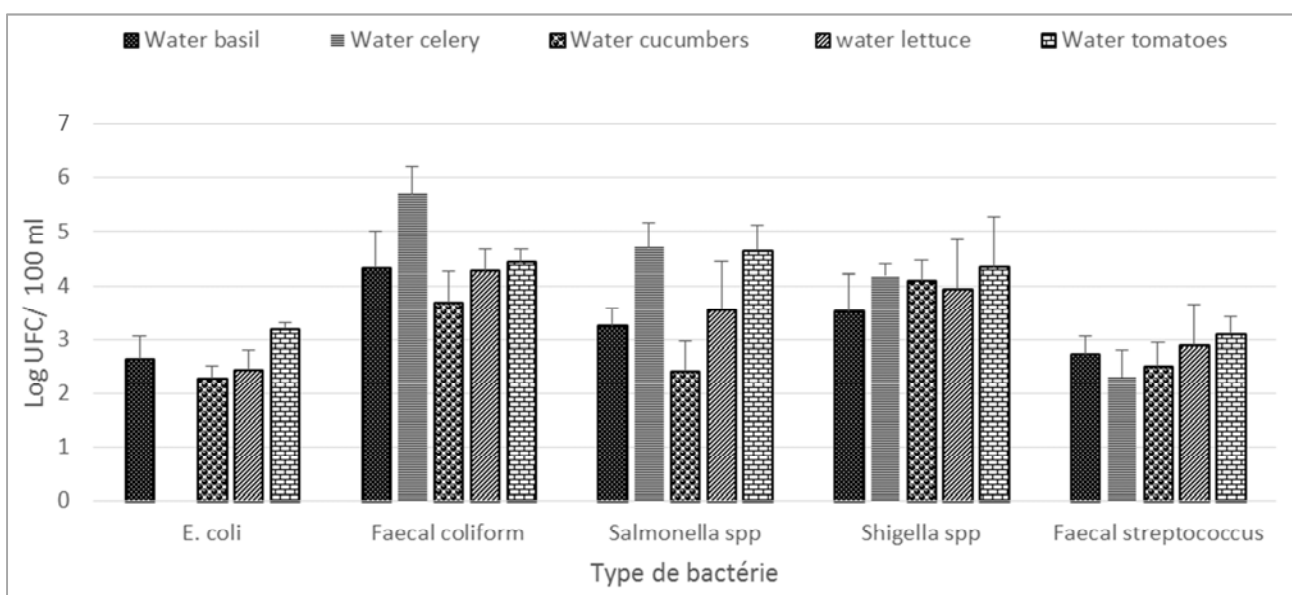 Water basil Water celery Water cucumbers water lettuce Water tomatoes
Log UFC/ 100 ml
7
6
5
4
3
2
1
0
E. coli Faecal coliform Salmonella spp Shigella spp Faecal streptococcus
Type de bactérie